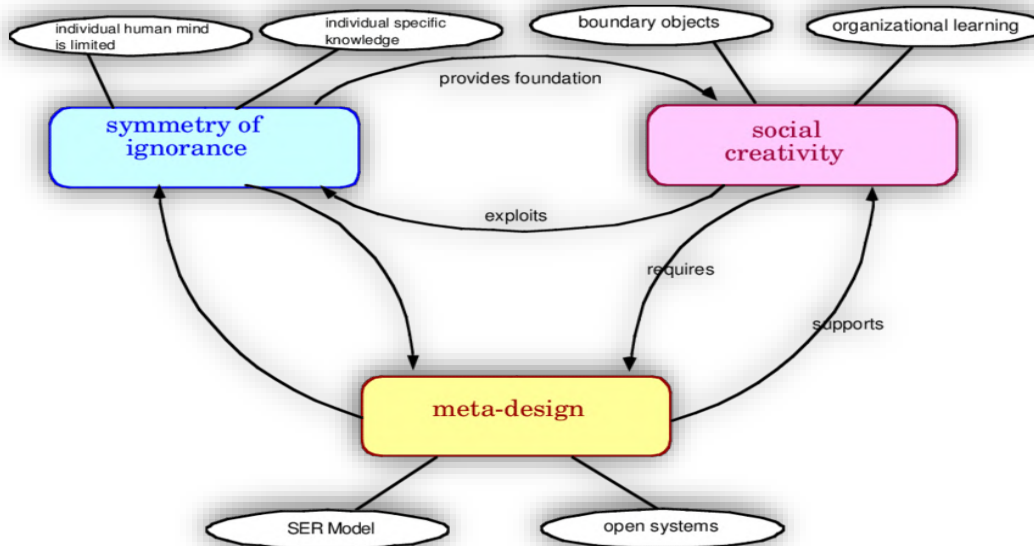 individual human mind
is limited
individual specific
knowledge
boundary objects
organizational learning
provides foundation
symmetry of
ignorance
social
creativity
exploits
requires
supports
meta-design
SER Model
open systems